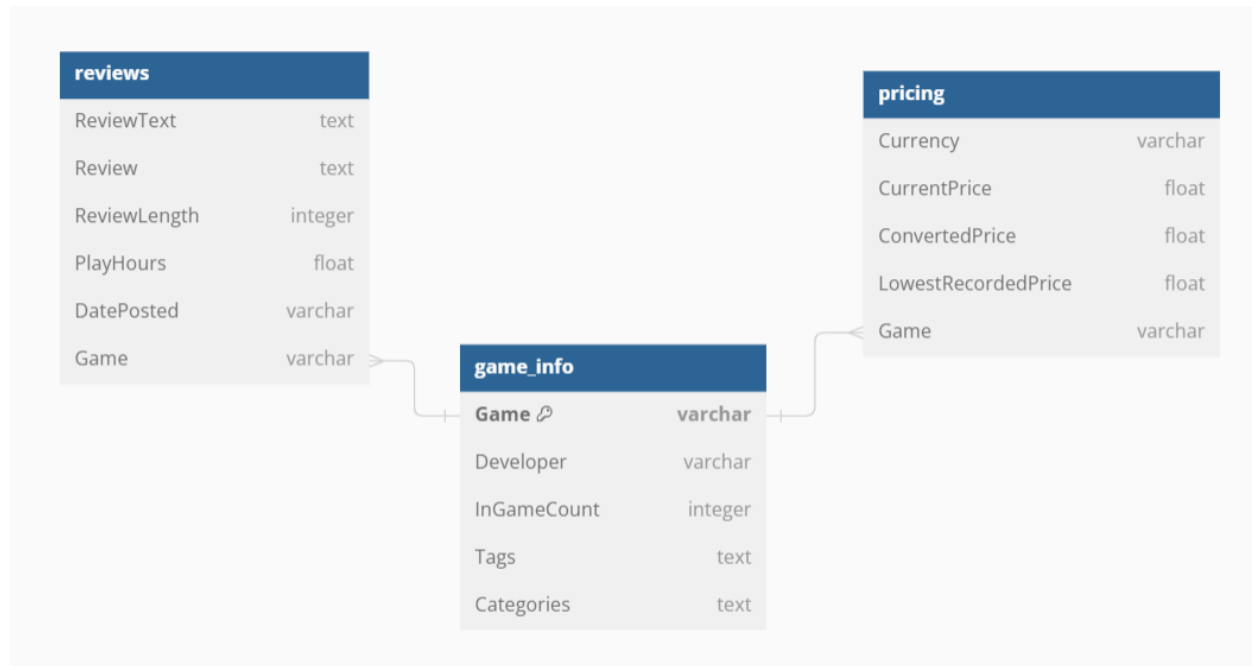 reviews
ReviewText text
Review text
ReviewLength integer
PlayHours float
DatePosted varchar
Game varchar
pricing
Currency varchar
CurrentPrice float
ConvertedPrice float
LowestRecordedPrice float
Game varchar
game_info
Game varchar
Developer varchar
InGameCount integer
Tags text
Categories text